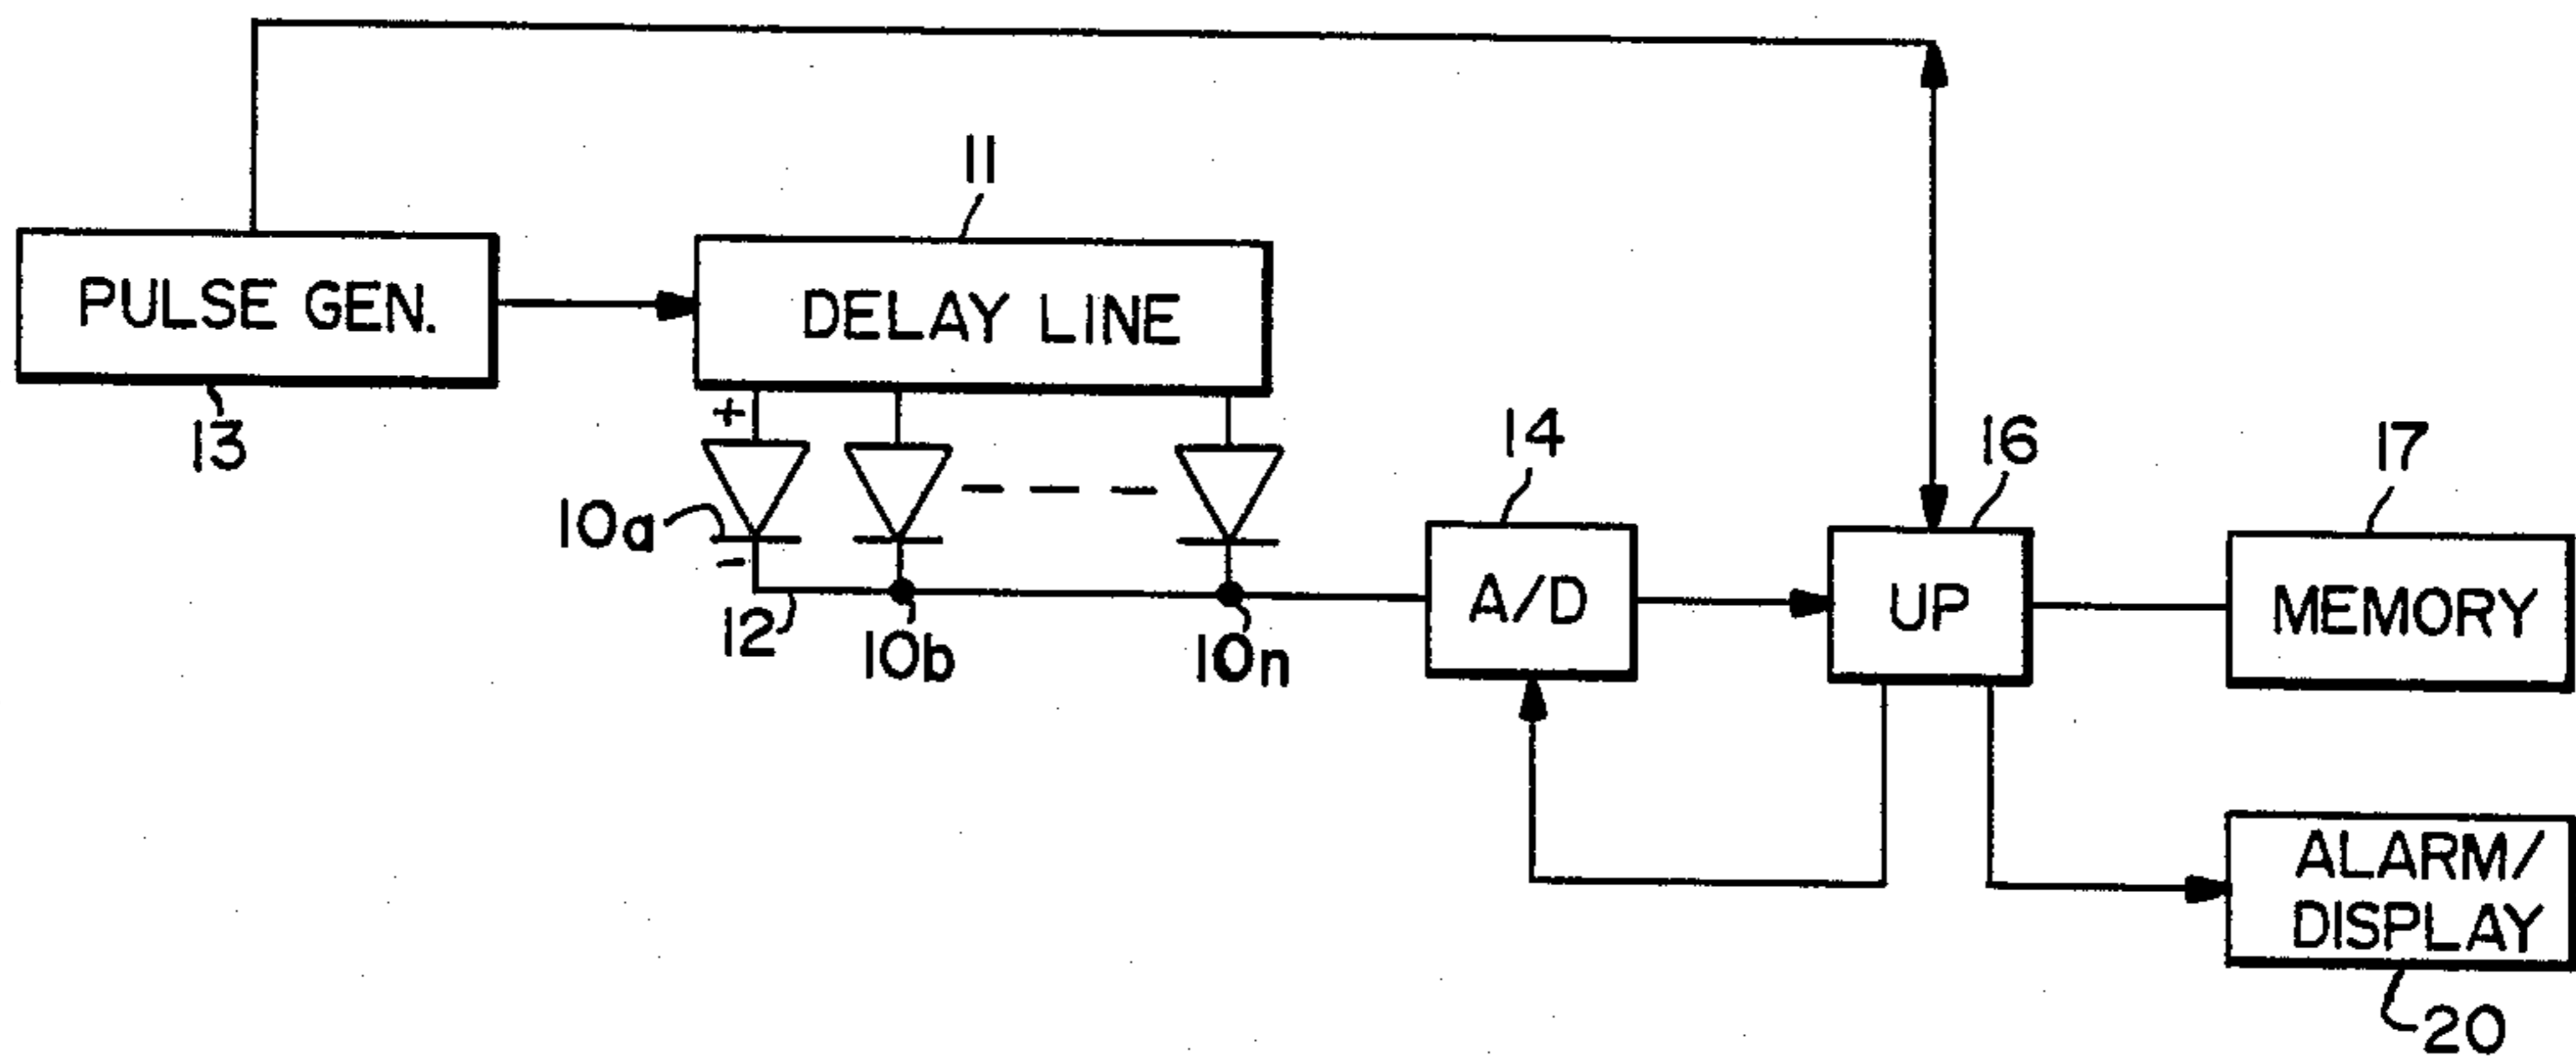 11
PULSE GEN.
DELAY LINE
13
+
10a
-
12
10b
10n
14
A/D
16
UP
17
MEMORY
ALARM/
DISPLAY
20